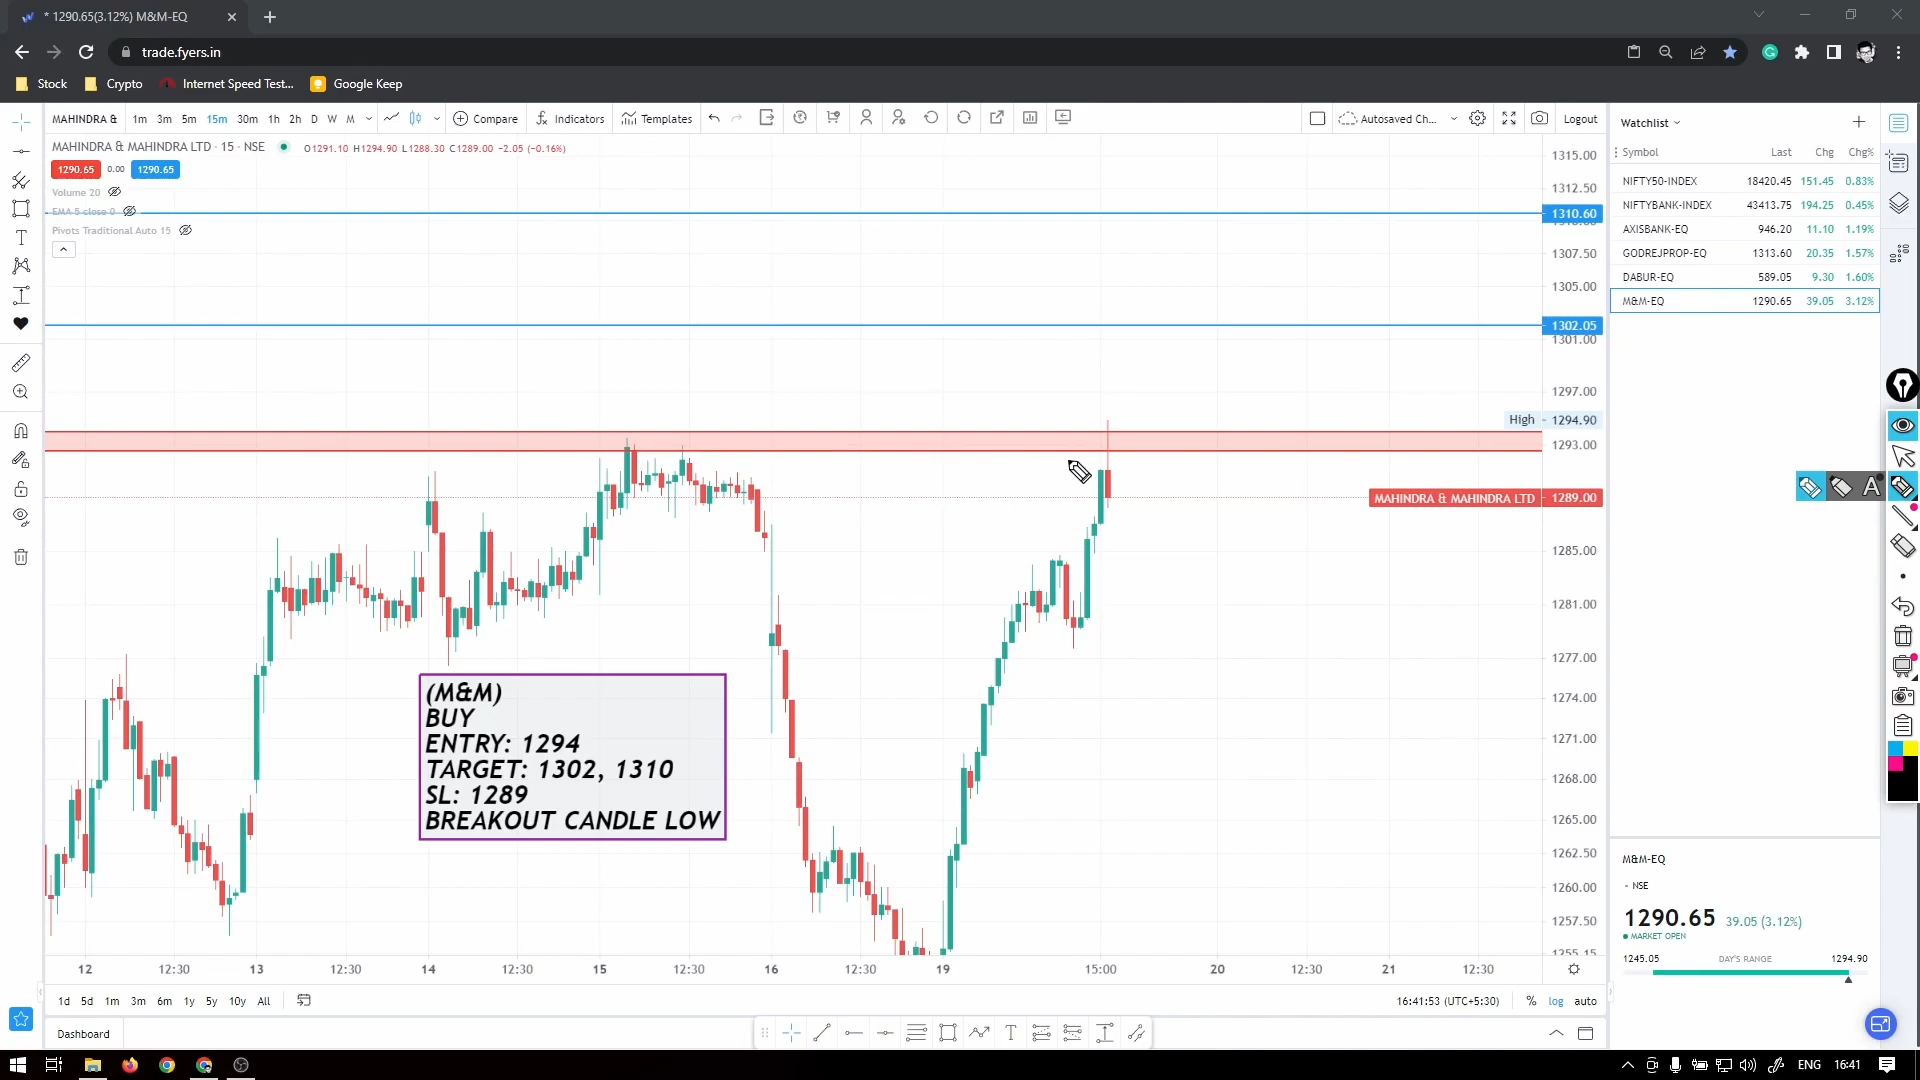 * 1290.65(3.12%) M&M-EQ
trade.fyers.in
Stock
Crypto
Internet Speed Test...
Google Keep
MAHINDRA & 1m 3m 5m 15m 30m 1h 2h D W M Compare Indicators Templates Autosaved Ch... Logout
MAHINDRA & MAHINDRA LTD · 15 · NSE O1291.10 H1294.90 L1288.30 C1289.00 -2.05 (-0.16%)
1290.65 0.00 1290.65
Volume 20
EMA 5 close 0
Pivots Traditional Auto 15
1315.00
1312.50
1310.60
1307.50
1305.00
1302.05
1301.00
1297.00
High 1294.90
1293.00
MAHINDRA & MAHINDRA LTD 1289.00
1285.00
1281.00
1277.00
1274.00
1271.00
1268.00
1265.00
1262.50
1260.00
1257.50
1255.15
(M&M)
BUY
ENTRY: 1294
TARGET: 1302, 1310
SL: 1289
BREAKOUT CANDLE LOW
12 12:30 13 12:30 14 12:30 15 12:30 16 12:30 19 15:00 20 12:30 21 12:30
1d 5d 1m 3m 6m 1y 5y 10y All
16:41:53 (UTC+5:30) % log auto
Dashboard
Watchlist
Symbol Last Chg Chg%
NIFTY50-INDEX 18420.45 151.45 0.83%
NIFTYBANK-INDEX 43413.75 194.25 0.45%
AXISBANK-EQ 946.20 11.10 1.19%
GODREJPROP-EQ 1313.60 20.35 1.57%
DABUR-EQ 589.05 9.30 1.60%
M&M-EQ 1290.65 39.05 3.12%
M&M-EQ
- NSE
1290.65 39.05 (3.12%)
MARKET OPEN
1245.05 DAY'S RANGE 1294.90
ENG 16:41